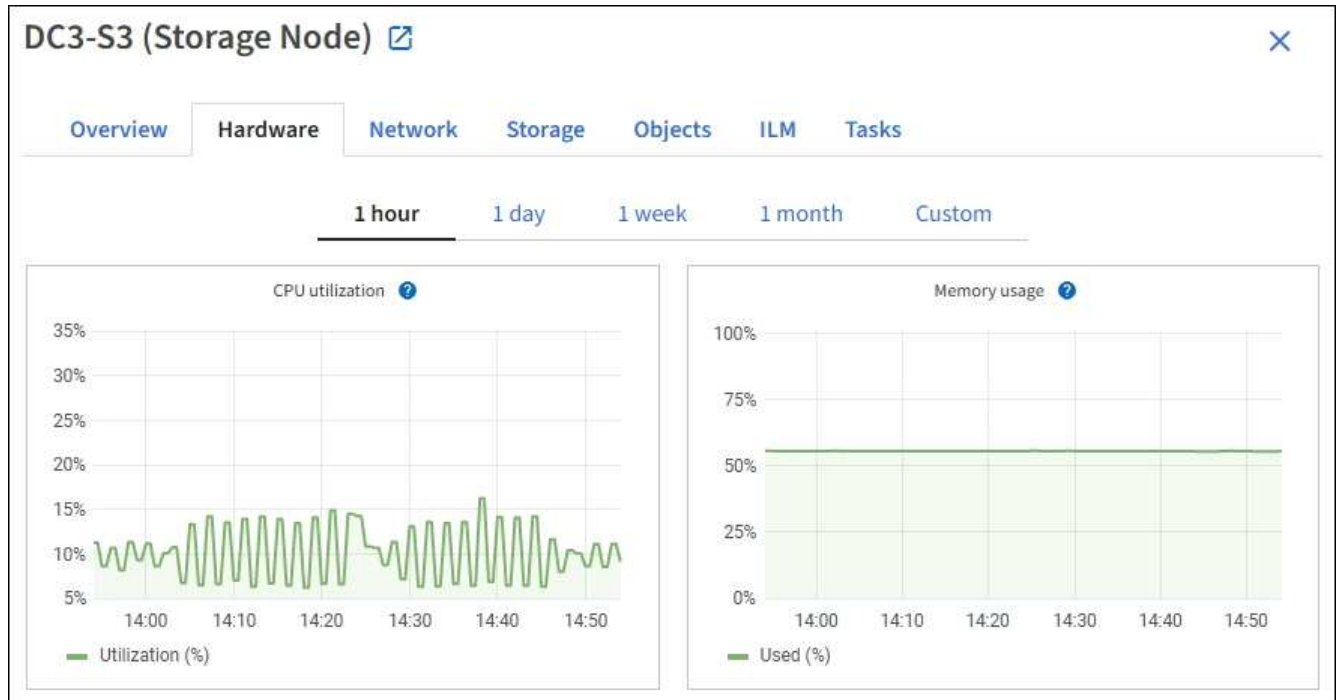 DC3-S3 (Storage Node)
Overview Hardware Network Storage Objects ILM Tasks
1 hour 1 day 1 week 1 month Custom
CPU utilization ?
35%
30%
25%
20%
15%
10%
5%
14:00 14:10 14:20 14:30 14:40 14:50
Utilization (%)
Memory usage ?
100%
75%
50%
25%
0%
14:00 14:10 14:20 14:30 14:40 14:50
Used (%)